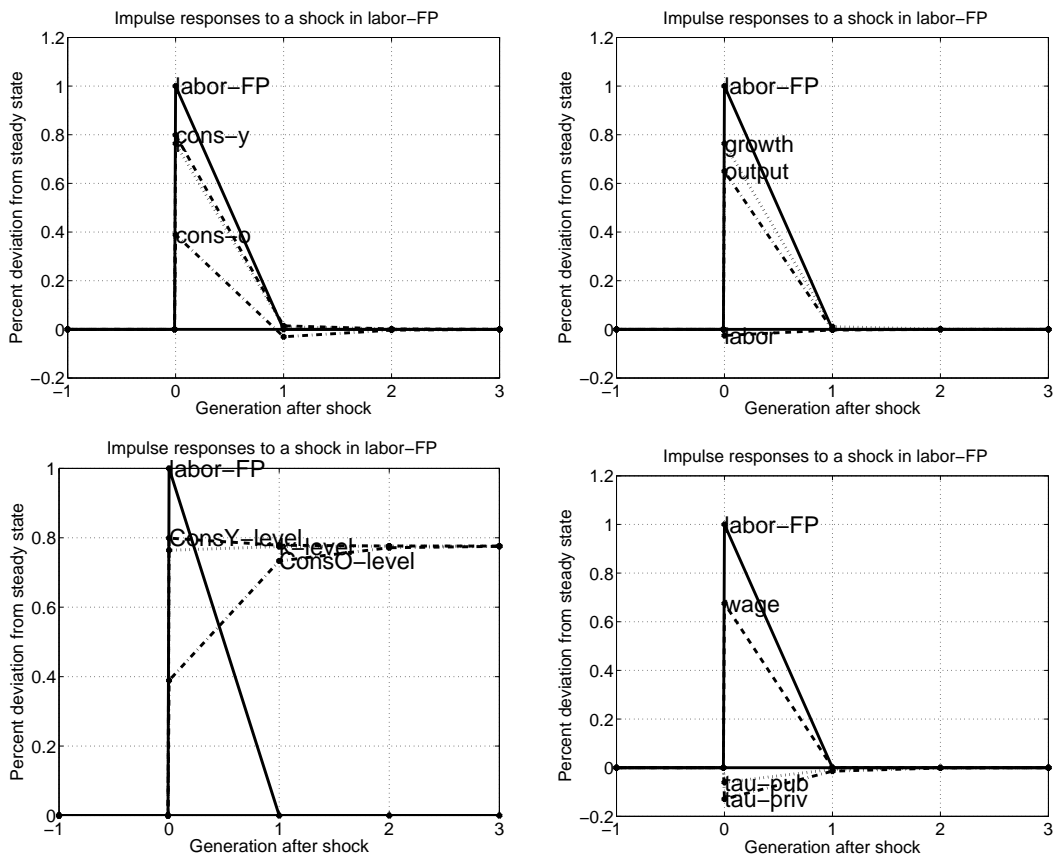 Impulse responses to a shock in labor−FP
1.2
1
0.8
0.6
0.4
0.2
0
−0.2
Percent deviation from steady state
labor−FP
cons−y
cons−o
−1
0
1
2
3
Generation after shock
Impulse responses to a shock in labor−FP
1.2
1
0.8
0.6
0.4
0.2
0
−0.2
Percent deviation from steady state
labor−FP
growth
output
labor
−1
0
1
2
3
Generation after shock
Impulse responses to a shock in labor−FP
1
0.8
0.6
0.4
0.2
0
Percent deviation from steady state
labor−FP
ConsY−level
K−level
ConsO−level
−1
0
1
2
3
Generation after shock
Impulse responses to a shock in labor−FP
1.2
1
0.8
0.6
0.4
0.2
0
−0.2
Percent deviation from steady state
labor−FP
wage
tau−pub
tau−priv
−1
0
1
2
3
Generation after shock